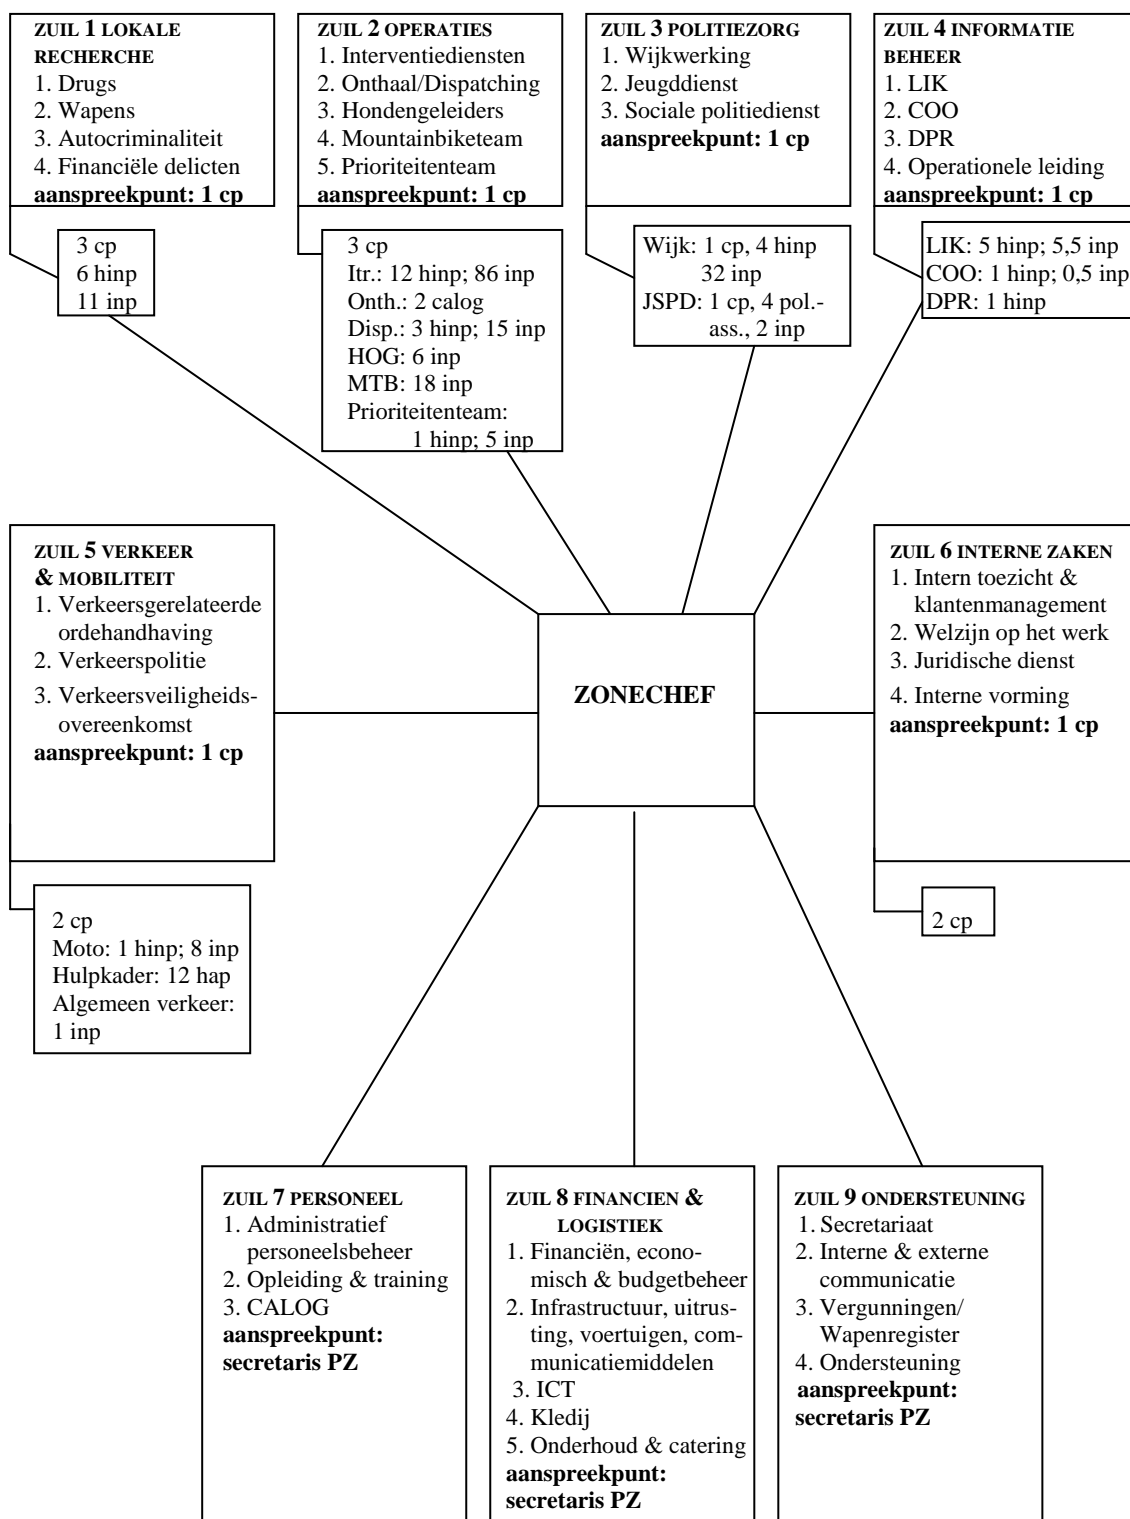 ZUIL 1 LOKALE
RECHERCHE
1. Drugs
2. Wapens
3. Autocriminaliteit
4. Financiële delicten
aanspreekpunt: 1 cp
3 cp
6 hinp
11 inp
ZUIL 2 OPERATIES
1. Interventiediensten
2. Onthaal/Dispatching
3. Hondengeleiders
4. Mountainbiketeam
5. Prioriteitenteam
aanspreekpunt: 1 cp
3 cp
Itr.: 12 hinp; 86 inp
Onth.: 2 calog
Disp.: 3 hinp; 15 inp
HOG: 6 inp
MTB: 18 inp
Prioriteitenteam:
1 hinp; 5 inp
ZUIL 3 POLITIEZORG
1. Wijkwerking
2. Jeugddienst
3. Sociale politiedienst
aanspreekpunt: 1 cp
Wijk: 1 cp, 4 hinp
32 inp
JSPD: 1 cp, 4 pol.-
ass., 2 inp
ZUIL 4 INFORMATIE
BEHEER
1. LIK
2. COO
3. DPR
4. Operationele leiding
aanspreekpunt: 1 cp
LIK: 5 hinp; 5,5 inp
COO: 1 hinp; 0,5 inp
DPR: 1 hinp
ZUIL 5 VERKEER
& MOBILITEIT
1. Verkeersgerelateerde
ordehandhaving
2. Verkeerspolitie
3. Verkeersveiligheids-
overeenkomst
aanspreekpunt: 1 cp
2 cp
Moto: 1 hinp; 8 inp
Hulpkader: 12 hap
Algemeen verkeer:
1 inp
ZONECHEF
ZUIL 6 INTERNE ZAKEN
1. Intern toezicht &
klantenmanagement
2. Welzijn op het werk
3. Juridische dienst
4. Interne vorming
aanspreekpunt: 1 cp
2 cp
ZUIL 7 PERSONEEL
1. Administratief
personeelsbeheer
2. Opleiding & training
3. CALOG
aanspreekpunt:
secretaris PZ
ZUIL 8 FINANCIEN &
LOGISTIEK
1. Financiën, econo-
misch & budgetbeheer
2. Infrastructuur, uitrus-
ting, voertuigen, com-
municatiemiddelen
3. ICT
4. Kledij
5. Onderhoud & catering
aanspreekpunt:
secretaris PZ
ZUIL 9 ONDERSTEUNING
1. Secretariaat
2. Interne & externe
communicatie
3. Vergunningen/
Wapenregister
4. Ondersteuning
aanspreekpunt:
secretaris PZ